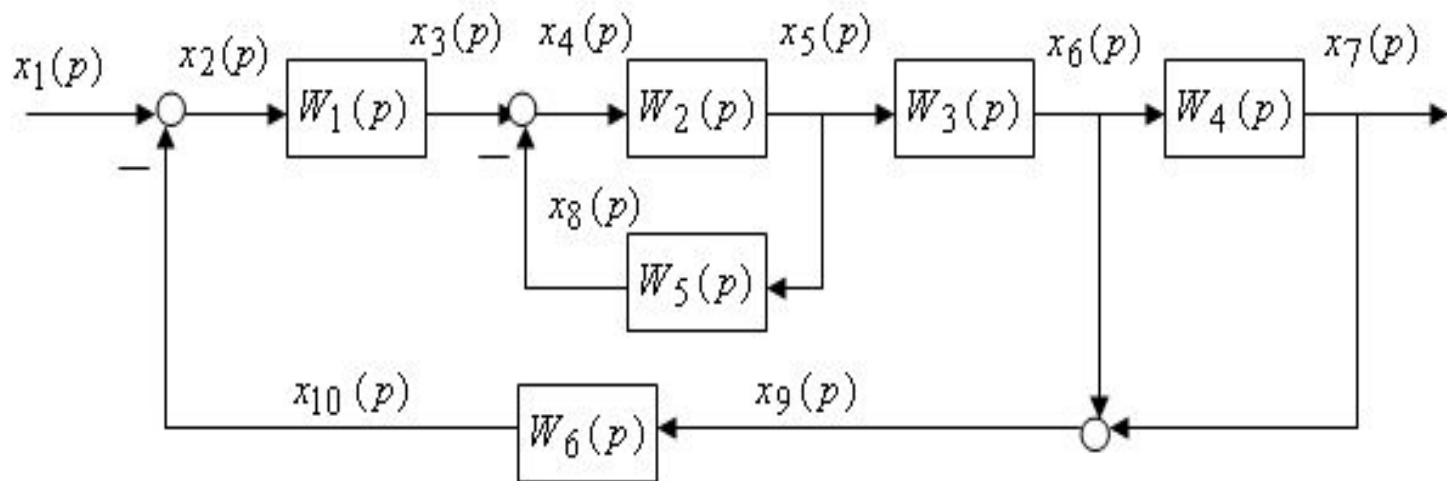 x1(p)
x2(p)
x3(p)
x4(p)
x5(p)
x6(p)
x7(p)
W1(p)
W2(p)
W3(p)
W4(p)
−
−
x8(p)
W5(p)
x10(p)
W6(p)
x9(p)